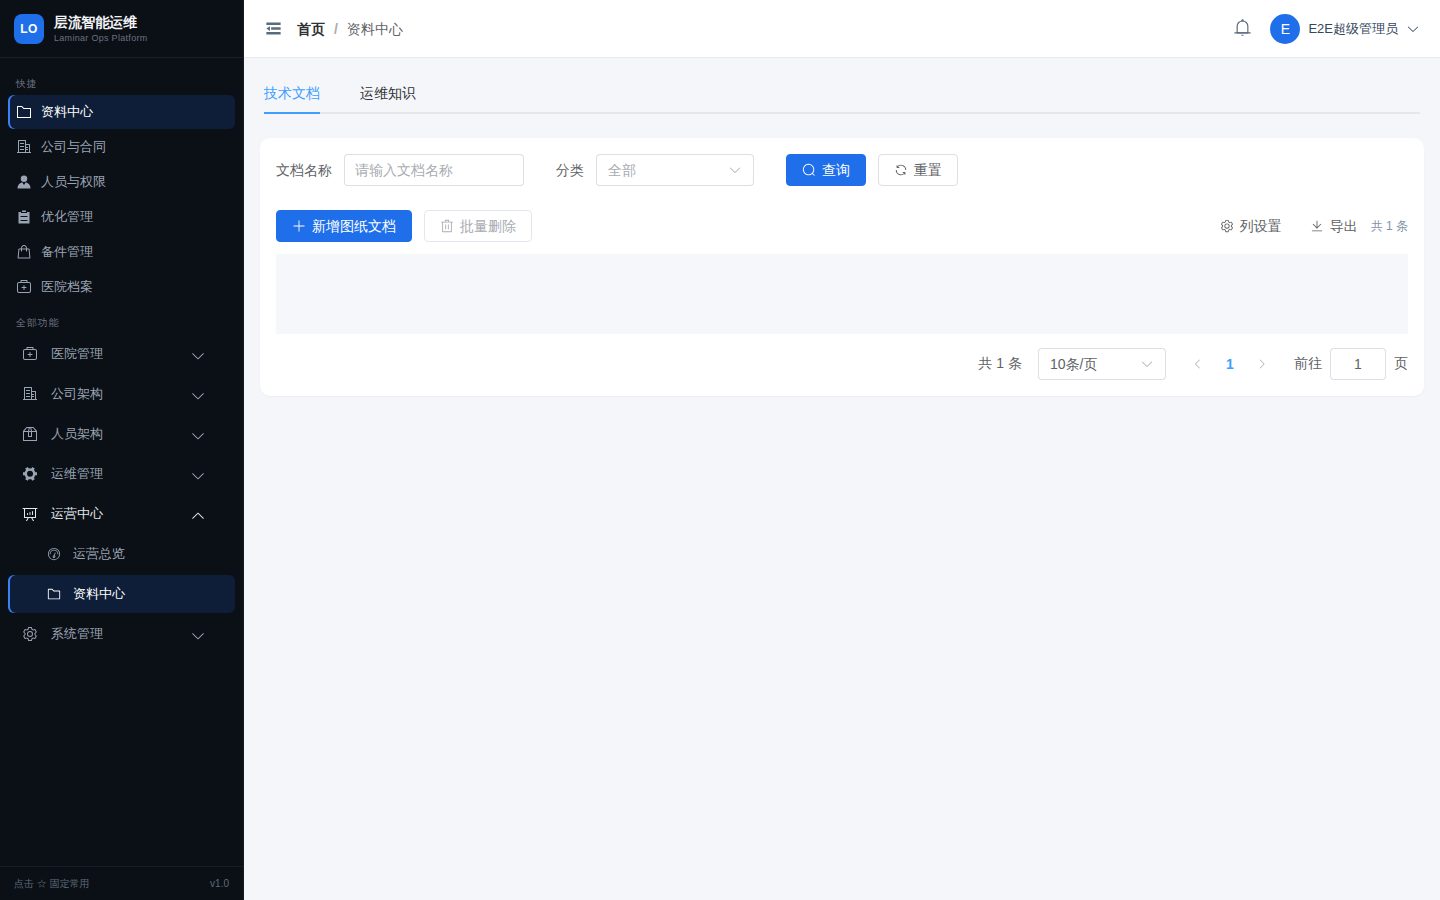 LO 层流智能运维
Laminar Ops Platform
首页 / 资料中心
E E2E超级管理员
快捷
资料中心
公司与合同
人员与权限
优化管理
备件管理
医院档案
全部功能
医院管理
公司架构
人员架构
运维管理
运营中心
运营总览
资料中心
系统管理
点击 ☆ 固定常用 v1.0
技术文档 运维知识
文档名称 请输入文档名称 分类 全部 查询 重置
新增图纸文档 批量删除 列设置 导出 共 1 条
共 1 条 10条/页 1 前往 1 页